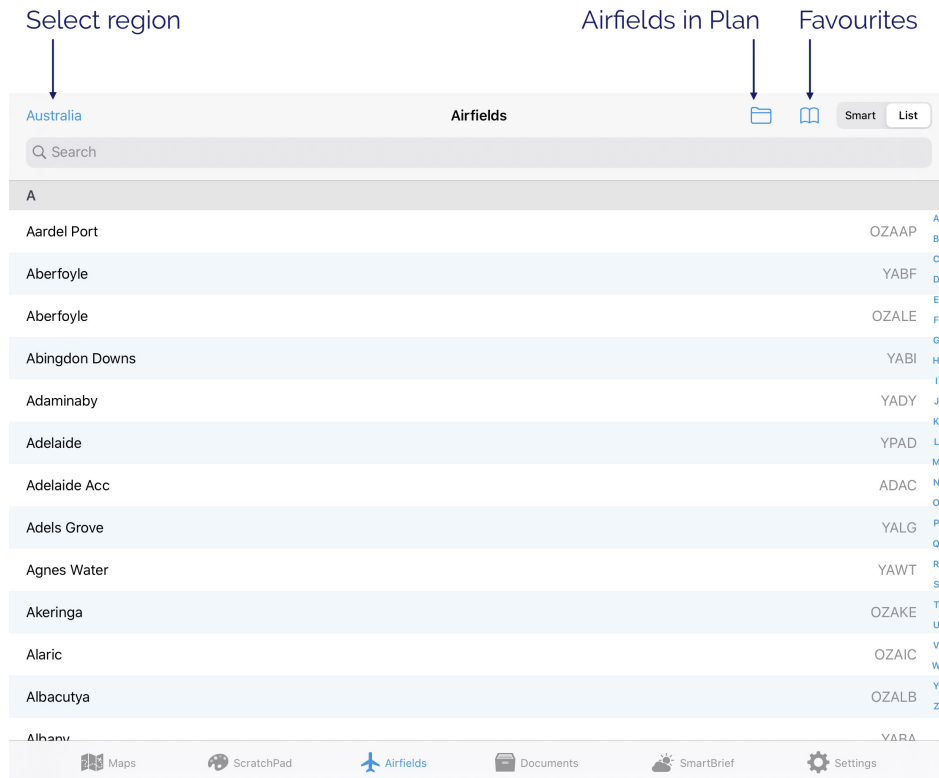 Select region
Airfields in Plan
Favourites
Australia
Airfields
Smart
List
Search
A
Aardel Port OZAAP
Aberfoyle YABF
Aberfoyle OZALE
Abingdon Downs YABI
Adaminaby YADY
Adelaide YPAD
Adelaide Acc ADAC
Adels Grove YALG
Agnes Water YAWT
Akeringa OZAKE
Alaric OZAIC
Albacutya OZALB
Albany YABA
A
B
C
D
E
F
G
H
I
J
K
L
M
N
O
P
Q
R
S
T
U
V
W
Y
Z
Maps
ScratchPad
Airfields
Documents
SmartBrief
Settings